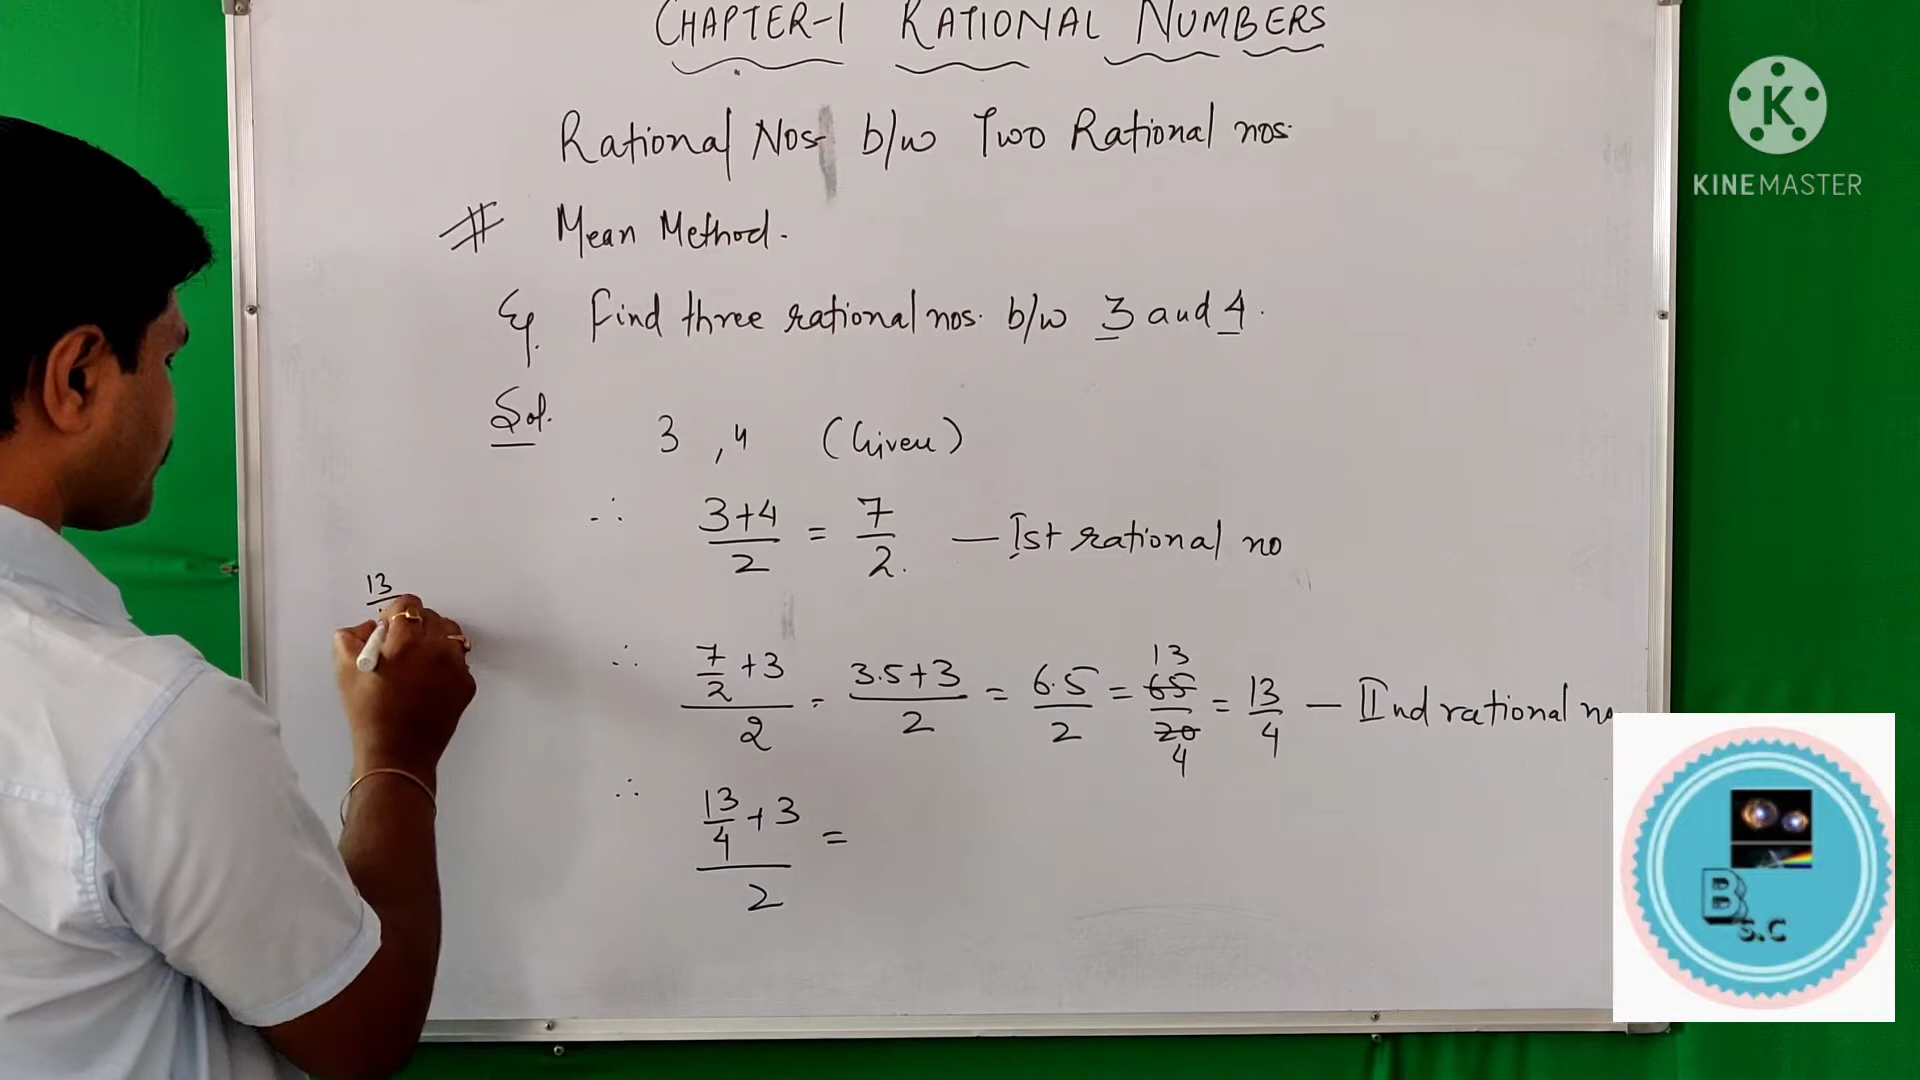 CHAPTER-1 RATIONAL NUMBERS
Rational Nos b/w Two Rational nos.
# Mean Method.
Eg. Find three rational nos. b/w 3 and 4.
Sol. 3, 4 (Given)
∴ (3+4)/2 = 7/2. — Ist rational no
13
∴ (7/2 + 3)/2 = (3.5+3)/2 = 6.5/2 = 65/20 13/4 = 13/4 — IInd rational no
∴ (13/4 + 3)/2 =
K
KINEMASTER
B
S.C